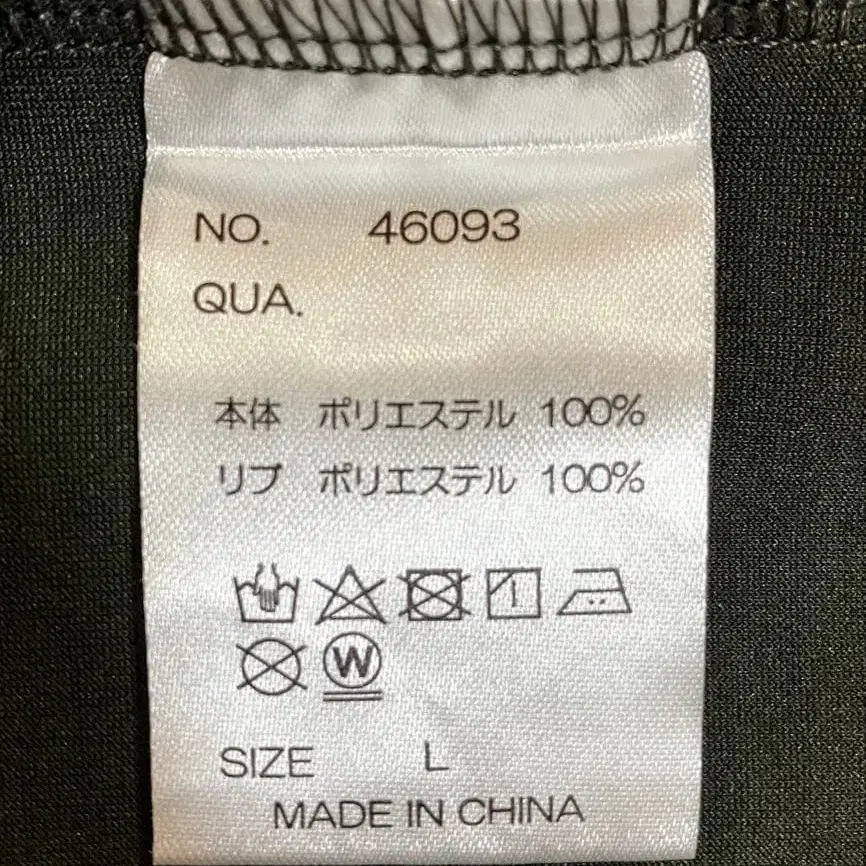 NO. 46093
QUA.
本体 ポリエステル 100%
リブ ポリエステル 100%
W
SIZE L
MADE IN CHINA